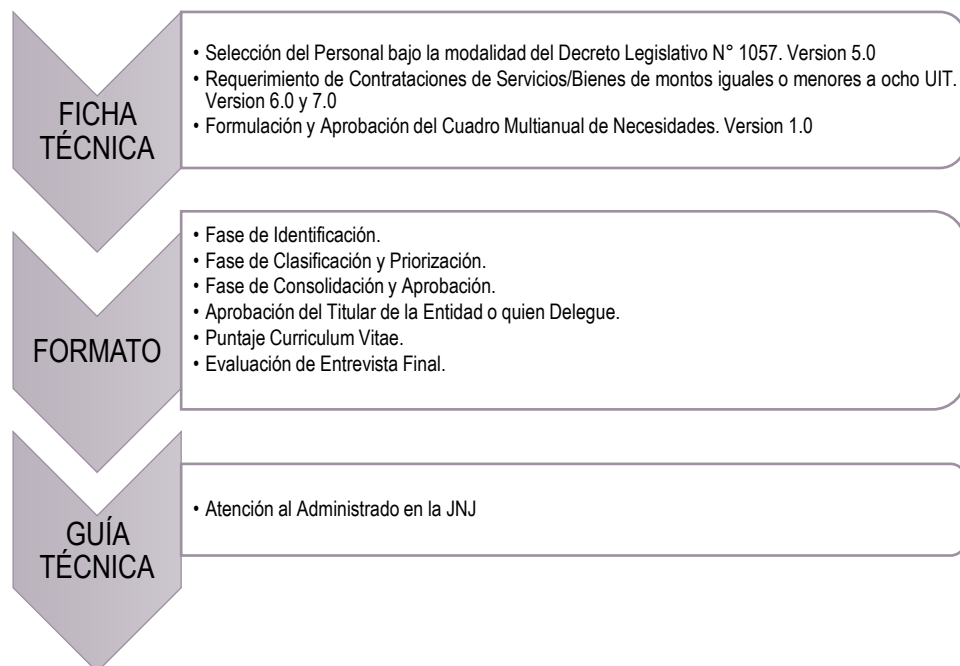 FICHA
TÉCNICA
• Selección del Personal bajo la modalidad del Decreto Legislativo N° 1057. Version 5.0
• Requerimiento de Contrataciones de Servicios/Bienes de montos iguales o menores a ocho UIT.
Version 6.0 y 7.0
• Formulación y Aprobación del Cuadro Multianual de Necesidades. Version 1.0
FORMATO
• Fase de Identificación.
• Fase de Clasificación y Priorización.
• Fase de Consolidación y Aprobación.
• Aprobación del Titular de la Entidad o quien Delegue.
• Puntaje Curriculum Vitae.
• Evaluación de Entrevista Final.
GUÍA
TÉCNICA
• Atención al Administrado en la JNJ